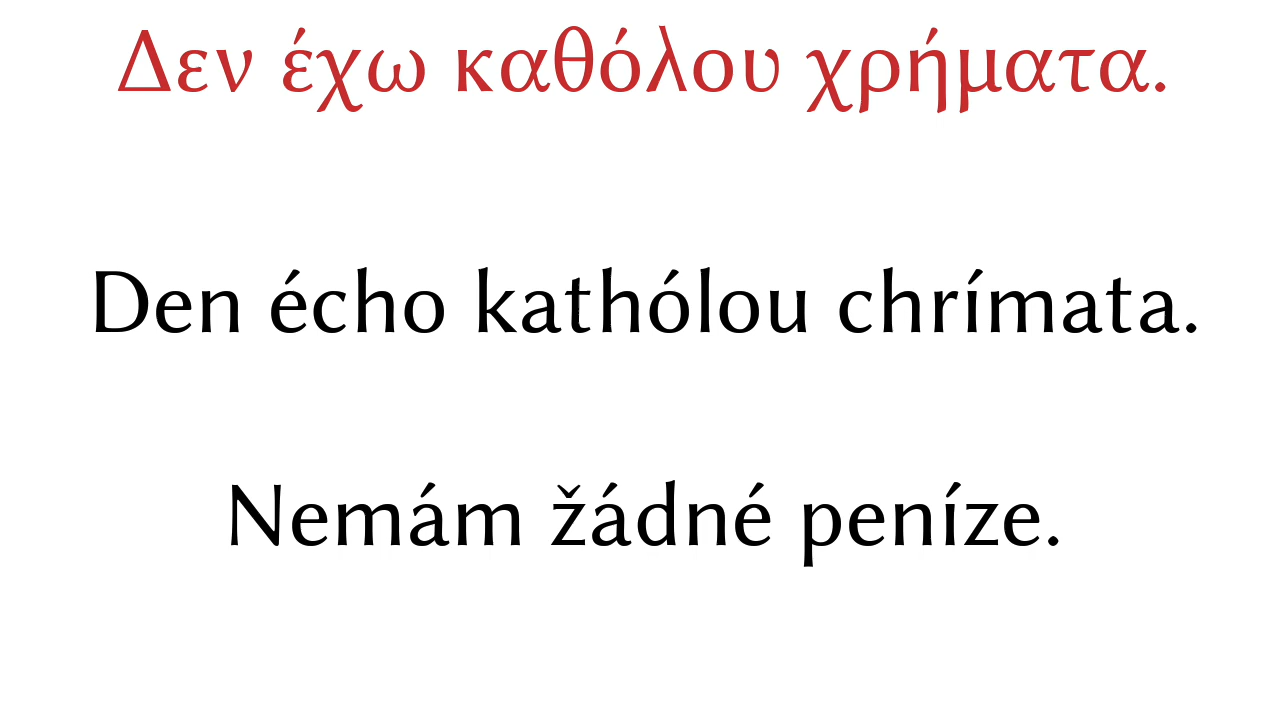 Δεν έχω καθόλου χρήματα.
Den écho kathólou chrímata.
Nemám žádné peníze.